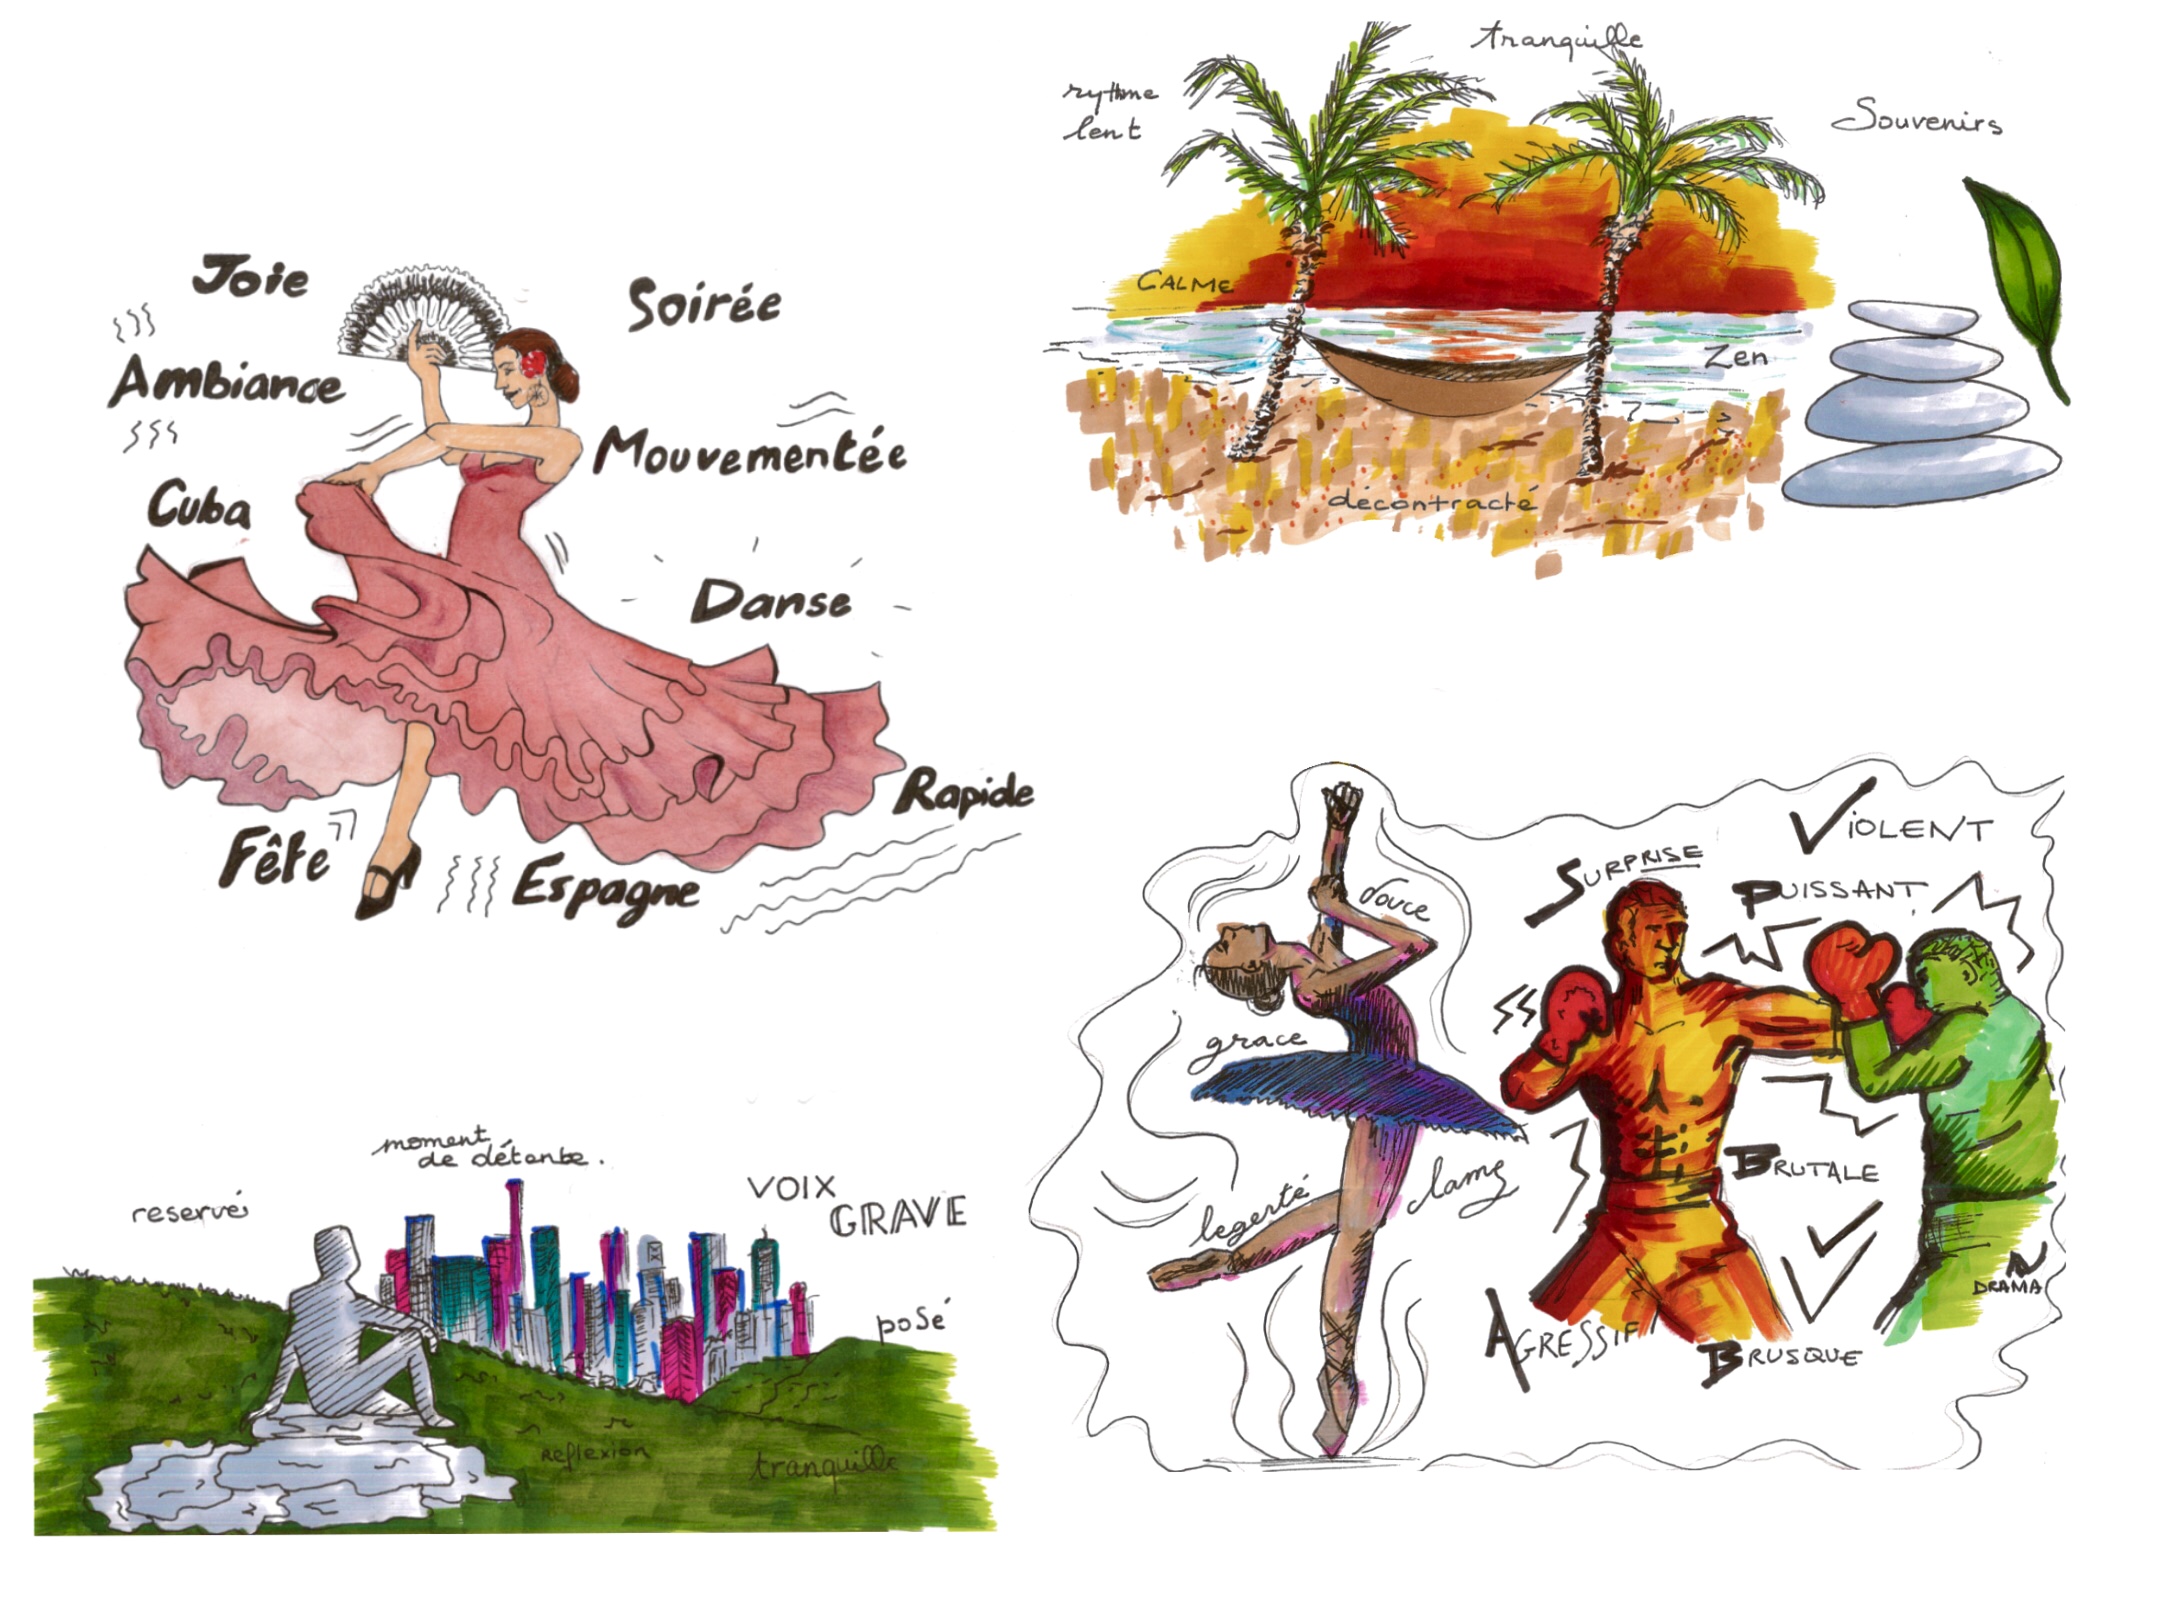 Joie
Soirée
Ambiance
Mouvementée
Cuba
Danse
Rapide
Fête
Espagne
tranquille
rythme
lent
Souvenirs
CALME
Zen
décontracté
moment
de détente.
reservé
VOIX
GRAVE
posé
Reflexion
tranquille
VIOLENT
SURPRISE
PUISSANT
douce
grace
BRUTALE
legerté
DRAMA
AGRESSIF
BRUSQUE